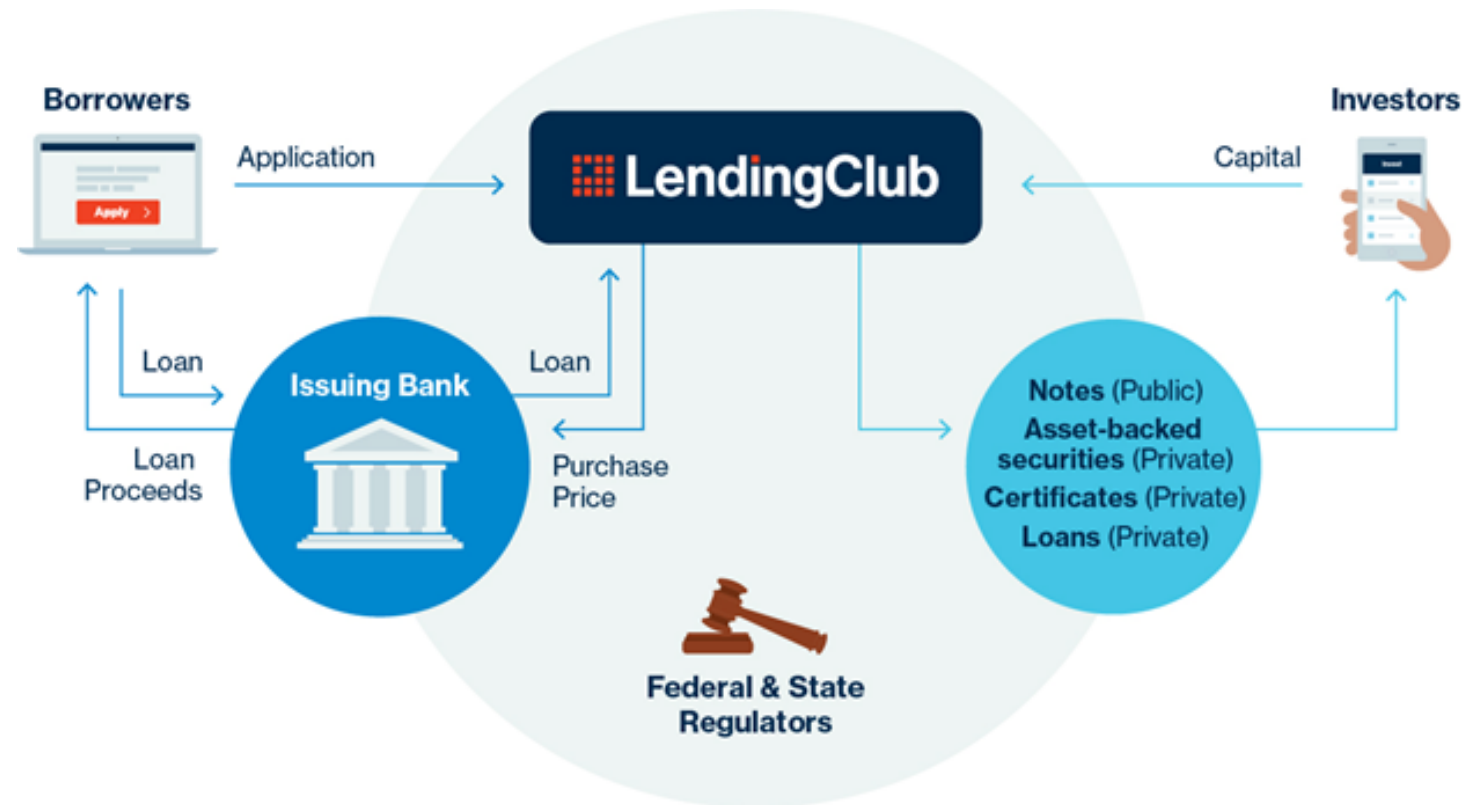 Borrowers
Apply
Application
LendingClub
Capital
Investors
Invest
Loan
Loan
Proceeds
Issuing Bank
Loan
Purchase
Price
Notes (Public)
Asset-backed
securities (Private)
Certificates (Private)
Loans (Private)
Federal & State
Regulators